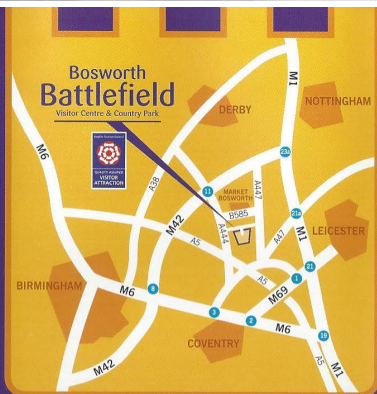 Bosworth
Battlefield
Visitor Centre & Country Park
QUALITY ASSURED
VISITOR
ATTRACTION
M1
NOTTINGHAM
DERBY
M6
23a
A38
11
MARKET
BOSWORTH
A447
B585
M42
A444
21a
M1
LEICESTER
A47
A5
A5
21
1
BIRMINGHAM
M6
8
M69
3
2
M6
COVENTRY
19
M42
A5
M1